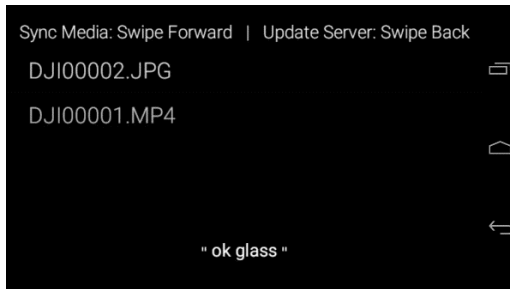 Sync Media: Swipe Forward | Update Server: Swipe Back
DJI00002.JPG
DJI00001.MP4
" ok glass "